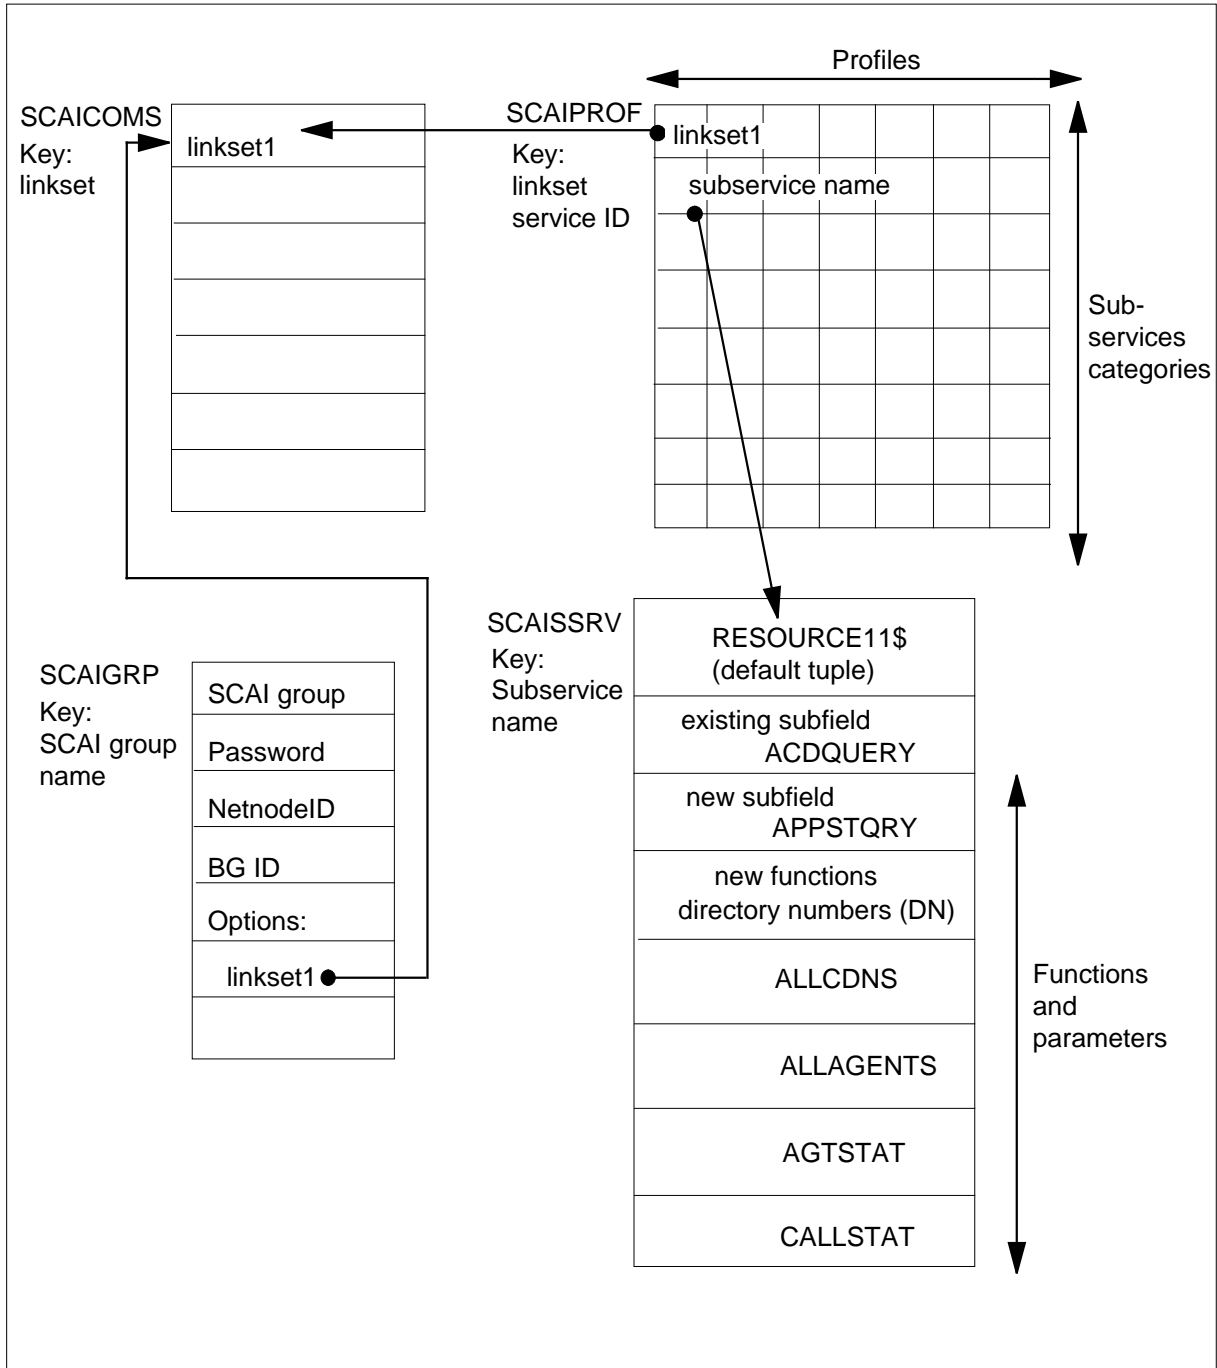 Profiles
SCAICOMS
Key:
linkset
linkset1
SCAIPROF
Key:
linkset
service ID
linkset1
subservice name
Sub-
services
categories
SCAIGRP
Key:
SCAI group
name
SCAI group
Password
NetnodeID
BG ID
Options:
linkset1
SCAISSRV
Key:
Subservice
name
RESOURCE11$
(default tuple)
existing subfield
ACDQUERY
new subfield
APPSTQRY
new functions
directory numbers (DN)
ALLCDNS
ALLAGENTS
AGTSTAT
CALLSTAT
Functions
and
parameters